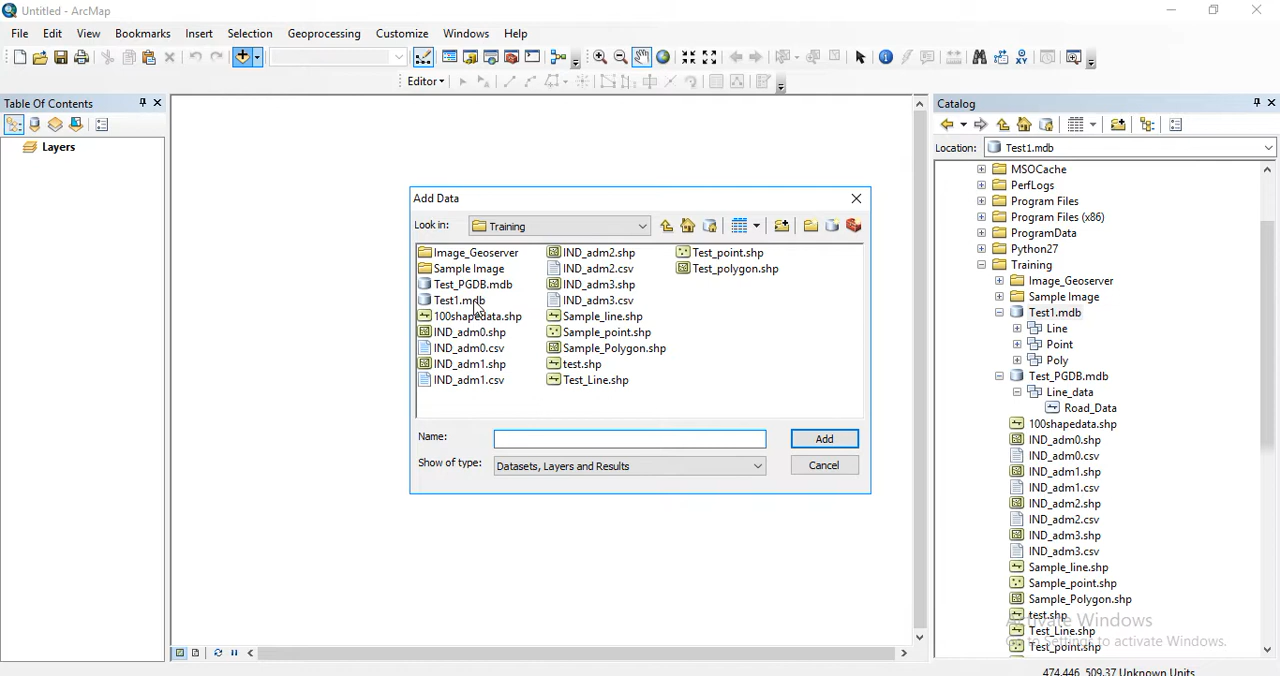 Untitled - ArcMap
File Edit View Bookmarks Insert Selection Geoprocessing Customize Windows Help
Editor
Table Of Contents
Layers
Add Data
Look in: Training
Image_Geoserver
Sample Image
Test_PGDB.mdb
Test1.mdb
100shapedata.shp
IND_adm0.shp
IND_adm0.csv
IND_adm1.shp
IND_adm1.csv
IND_adm2.shp
IND_adm2.csv
IND_adm3.shp
IND_adm3.csv
Sample_line.shp
Sample_point.shp
Sample_Polygon.shp
test.shp
Test_Line.shp
Test_point.shp
Test_polygon.shp
Name:
Add
Show of type: Datasets, Layers and Results
Cancel
Catalog
Location: Test1.mdb
MSOCache
PerfLogs
Program Files
Program Files (x86)
ProgramData
Python27
Training
Image_Geoserver
Sample Image
Test1.mdb
Line
Point
Poly
Test_PGDB.mdb
Line_data
Road_Data
100shapedata.shp
IND_adm0.shp
IND_adm0.csv
IND_adm1.shp
IND_adm1.csv
IND_adm2.shp
IND_adm2.csv
IND_adm3.shp
IND_adm3.csv
Sample_line.shp
Sample_point.shp
Sample_Polygon.shp
test.shp
Test_Line.shp
Test_point.shp
Activate Windows
Go to Settings to activate Windows.
474.446 509.37 Unknown Units